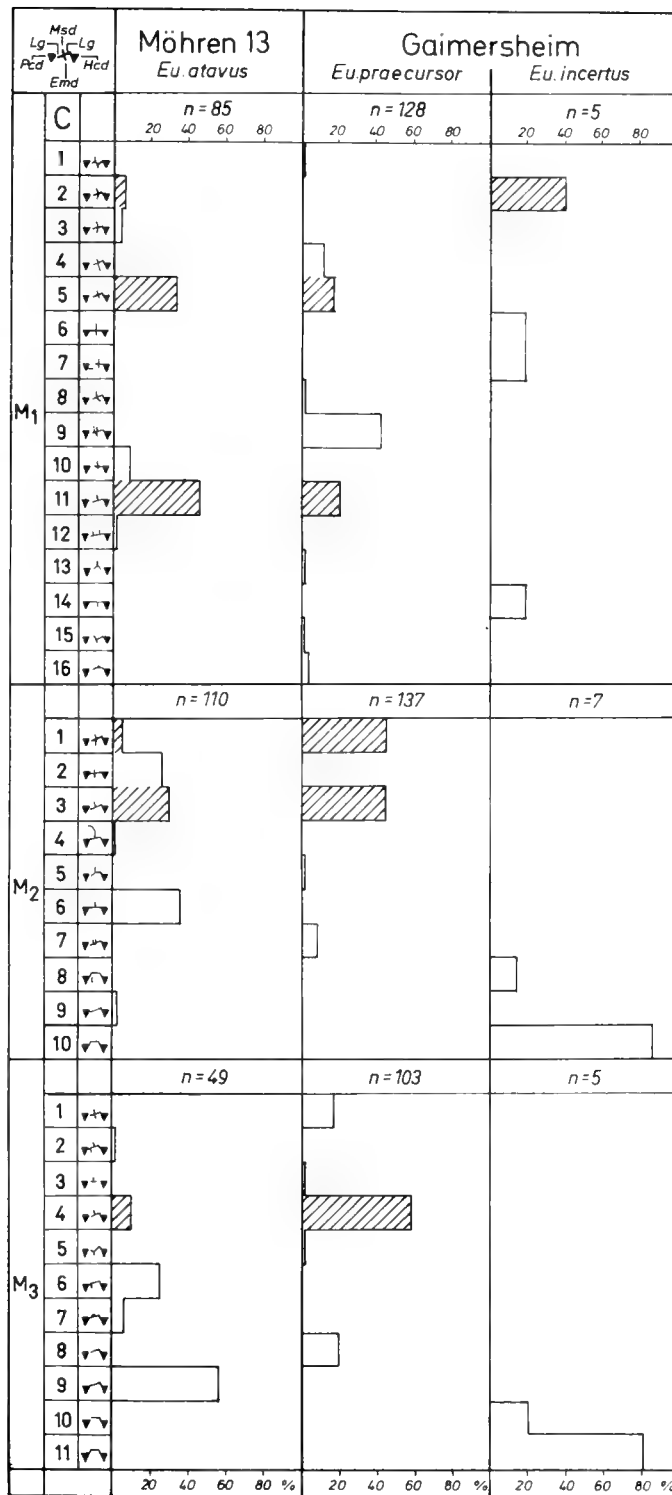 Msd
Lg Lg
Pcd Hcd
Emd
Möhren 13 Gaimersheim
Eu. atavus Eu. praecursor Eu. incertus
C n = 85 n = 128 n = 5
20 40 60 80 20 40 60 80 20 40 60 80
M1
1
2
3
4
5
6
7
8
9
10
11
12
13
14
15
16
n = 110 n = 137 n = 7
M2
1
2
3
4
5
6
7
8
9
10
n = 49 n = 103 n = 5
M3
1
2
3
4
5
6
7
8
9
10
11
20 40 60 80 % 20 40 60 80 % 20 40 60 80 %